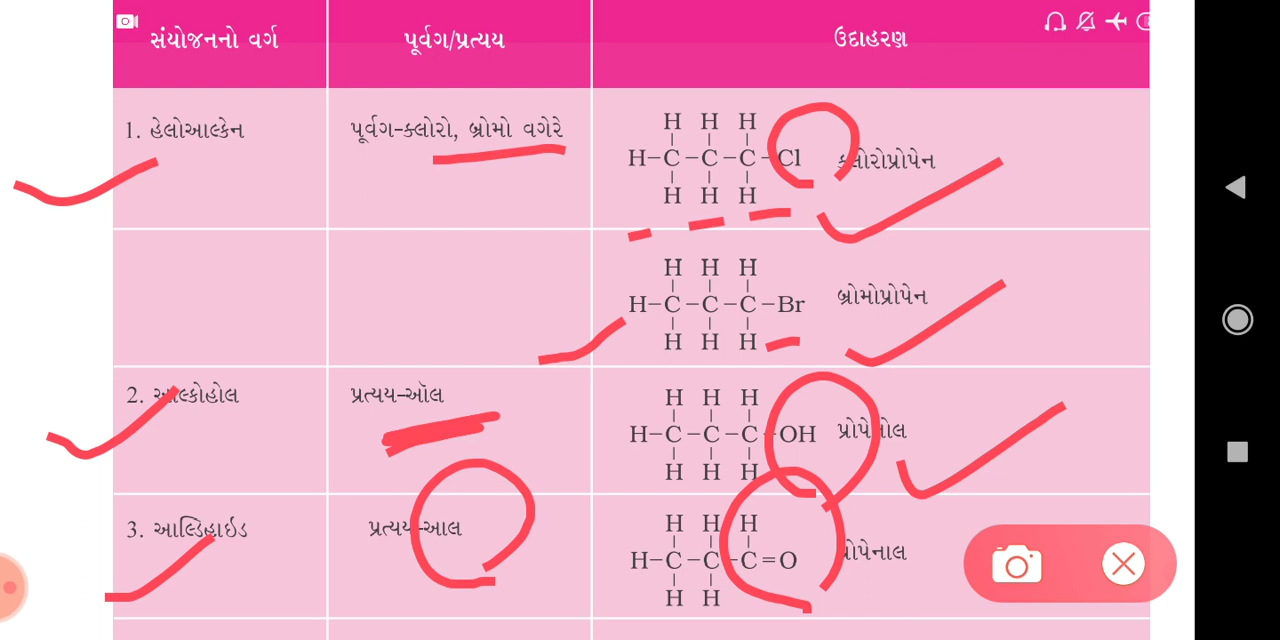 સંયોજનનો વર્ગ પૂર્વગ/પ્રત્યય ઉદાહરણ
1. હેલોઆલ્કેન પૂર્વગ-ક્લોરો, બ્રોમો વગેરે
H H H
H-C-C-C-Cl ક્લોરોપ્રોપેન
H H H
H H H
H-C-C-C-Br બ્રોમોપ્રોપેન
H H H
2. આલ્કોહોલ પ્રત્યય-ઑલ
H H H
H-C-C-C-OH પ્રોપેનોલ
H H H
3. આલ્ડિહાઇડ પ્રત્યય-આલ
H H H
H-C-C-C=O પ્રોપેનાલ
H H